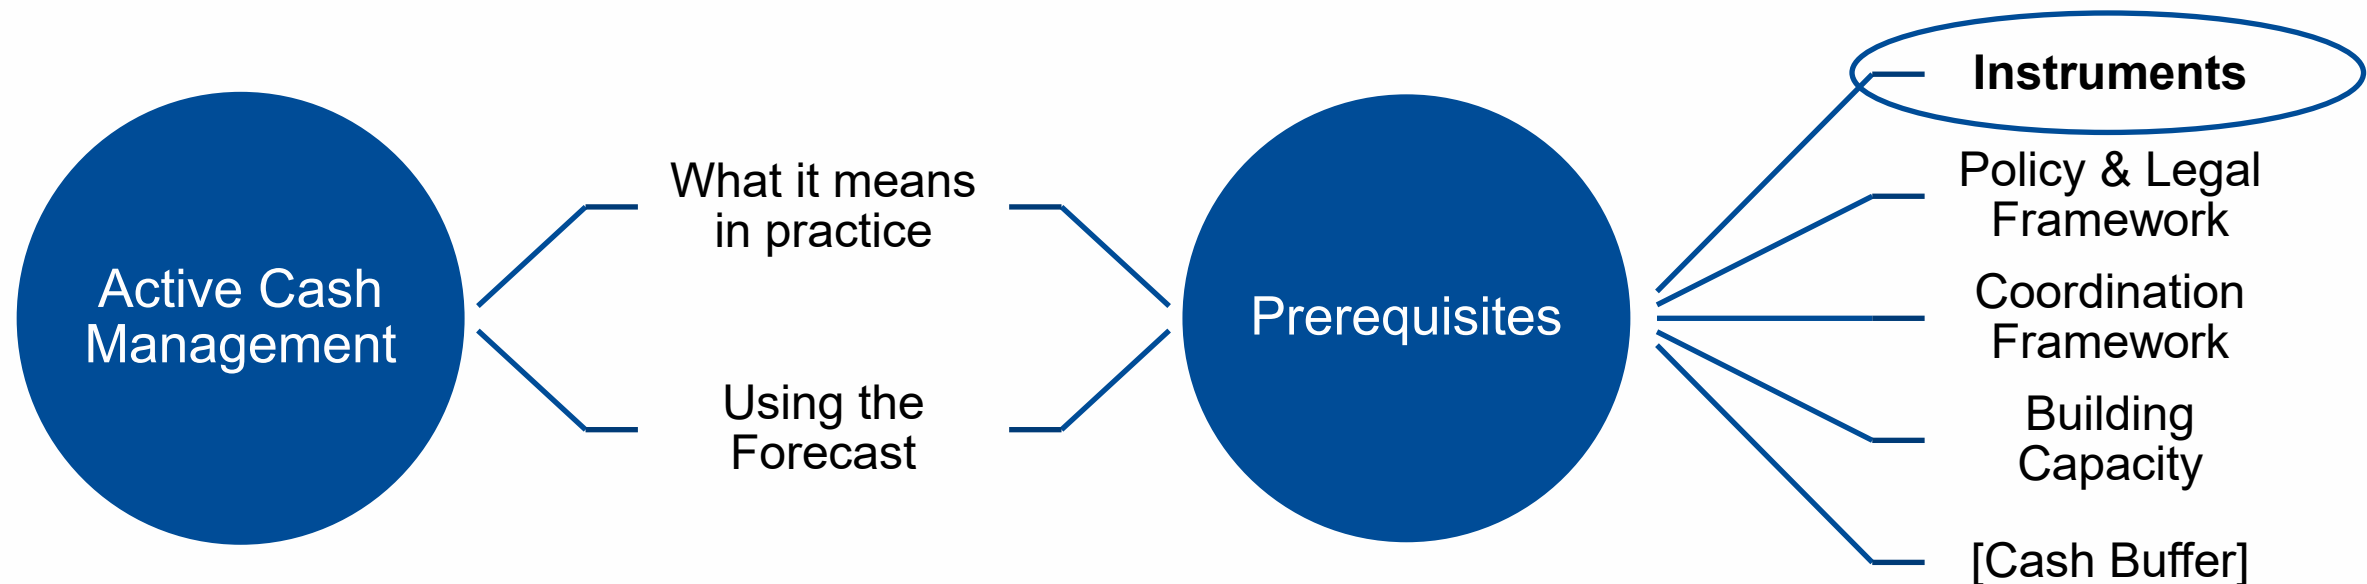 Active Cash
Management
What it means
in practice
Using the
Forecast
Prerequisites
Instruments
Policy & Legal
Framework
Coordination
Framework
Building
Capacity
[Cash Buffer]